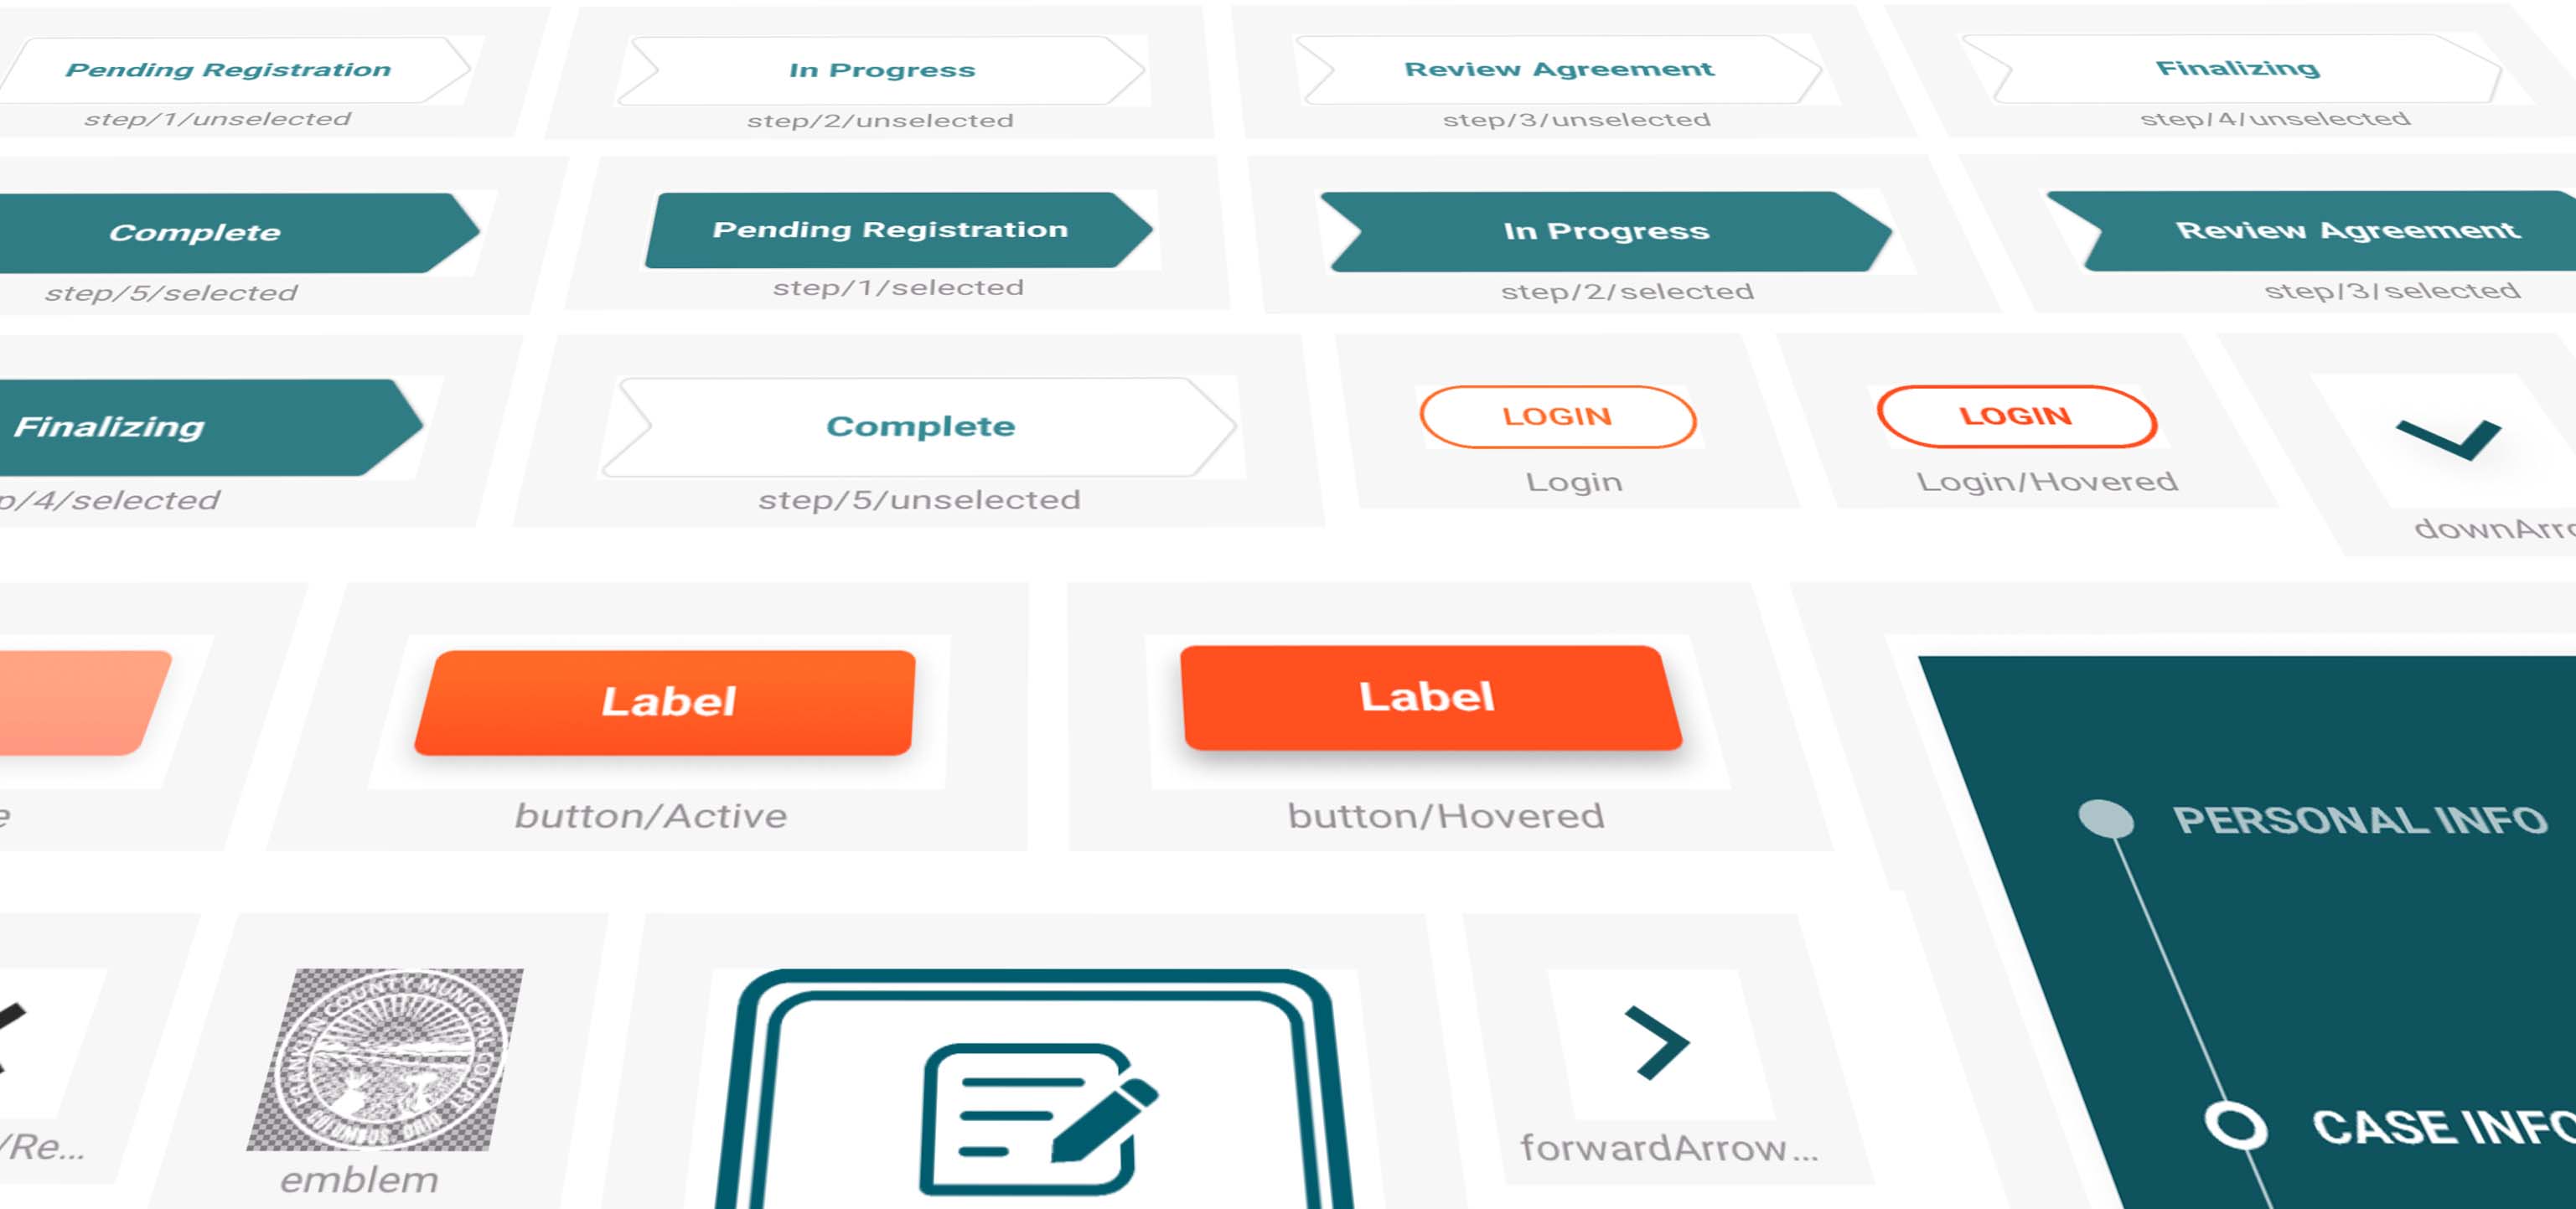 Pending Registration
In Progress
Review Agreement
Finalizing
step/1/unselected
step/2/unselected
step/3/unselected
step/4/unselected
Complete
Pending Registration
In Progress
Review Agreement
step/5/selected
step/1/selected
step/2/selected
step/3/selected
Finalizing
Complete
LOGIN
LOGIN
p/4/selected
step/5/unselected
Login
Login/Hovered
downArro
Label
Label
e
button/Active
button/Hovered
PERSONAL INFO
FRANKLIN COUNTY MUNICIPAL COURT
COLUMBUS, OHIO
CASE INFO
/Re...
emblem
forwardArrow...